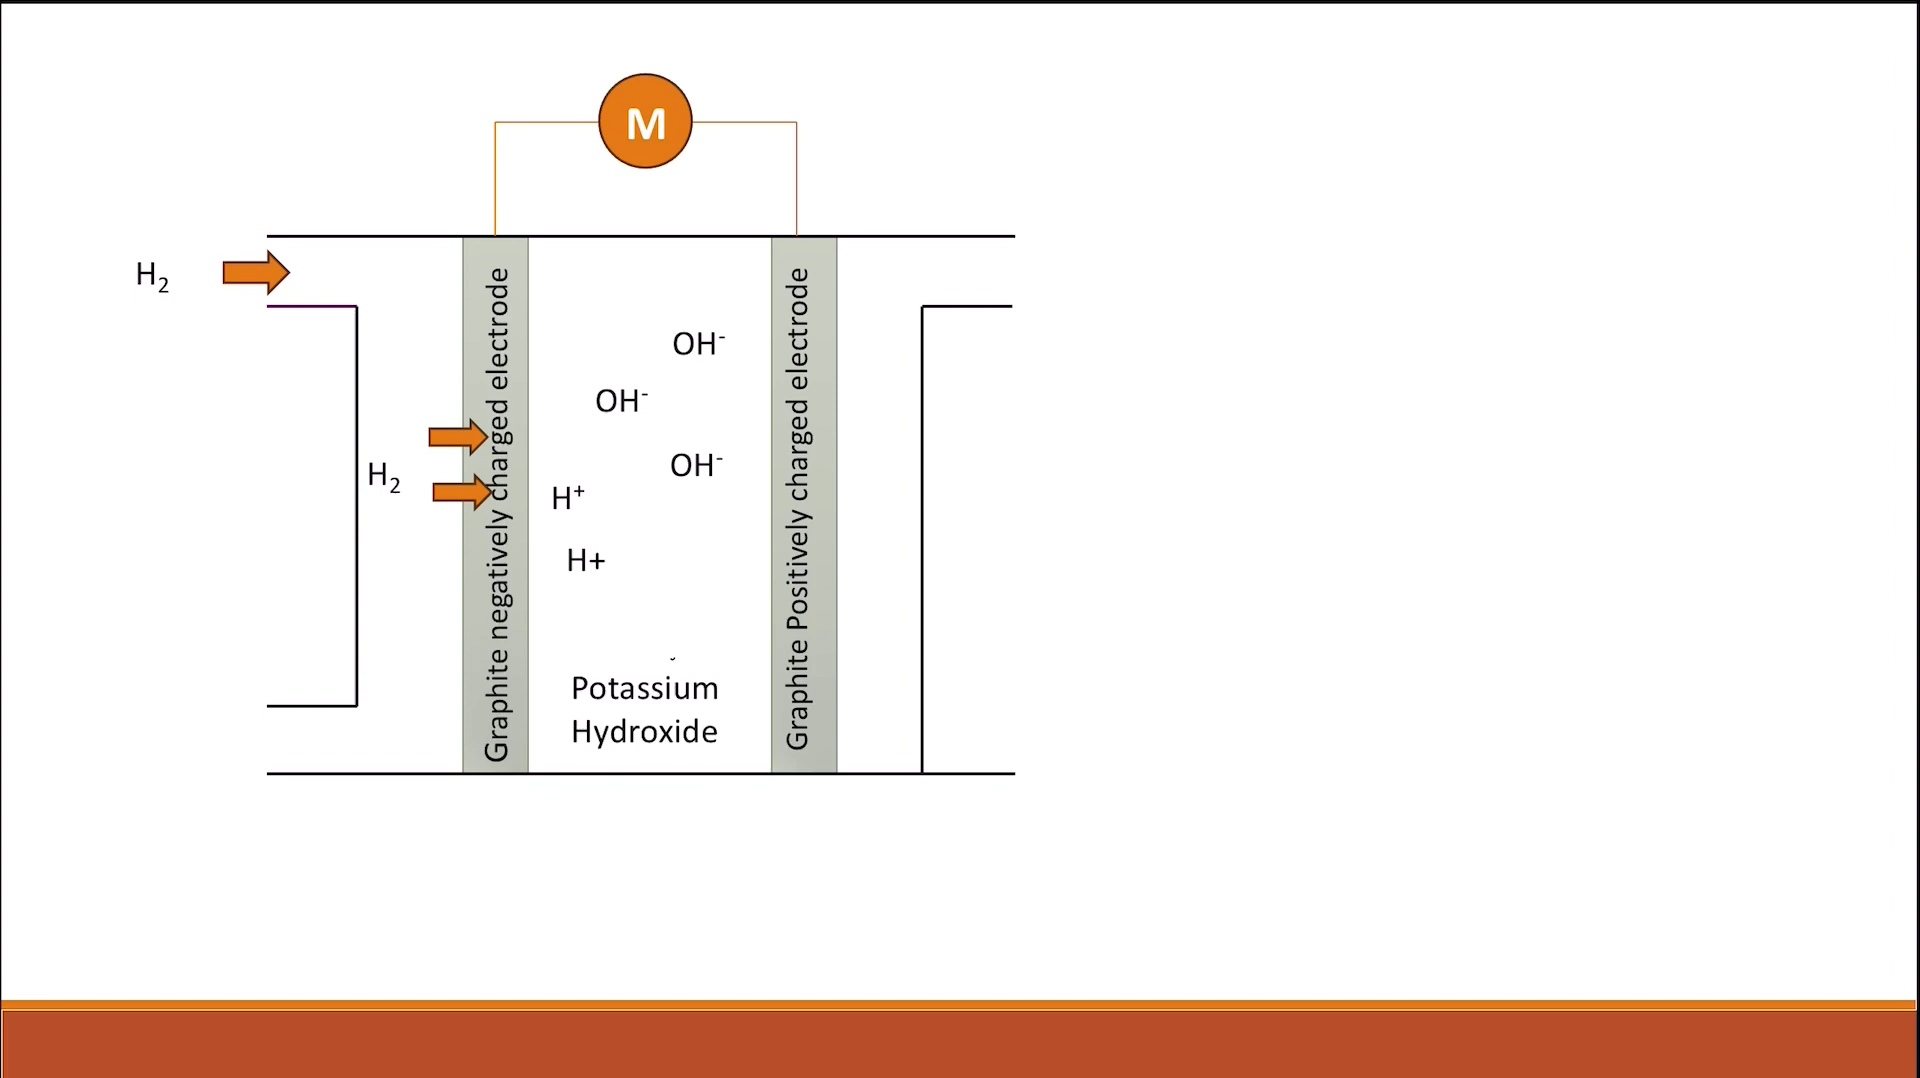 M
H₂
Graphite negatively charged electrode
Graphite Positively charged electrode
OH⁻
OH⁻
OH⁻
H₂
H⁺
H+
Potassium
Hydroxide